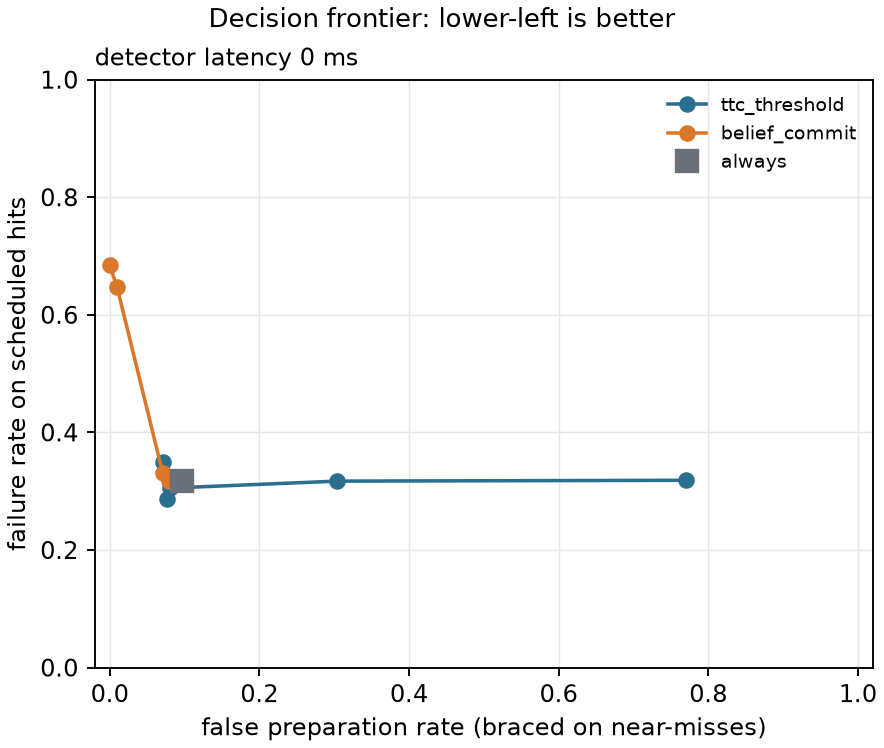 Decision frontier: lower-left is better
detector latency 0 ms
ttc_threshold
belief_commit
always
failure rate on scheduled hits
1.0
0.8
0.6
0.4
0.2
0.0
0.0 0.2 0.4 0.6 0.8 1.0
false preparation rate (braced on near-misses)